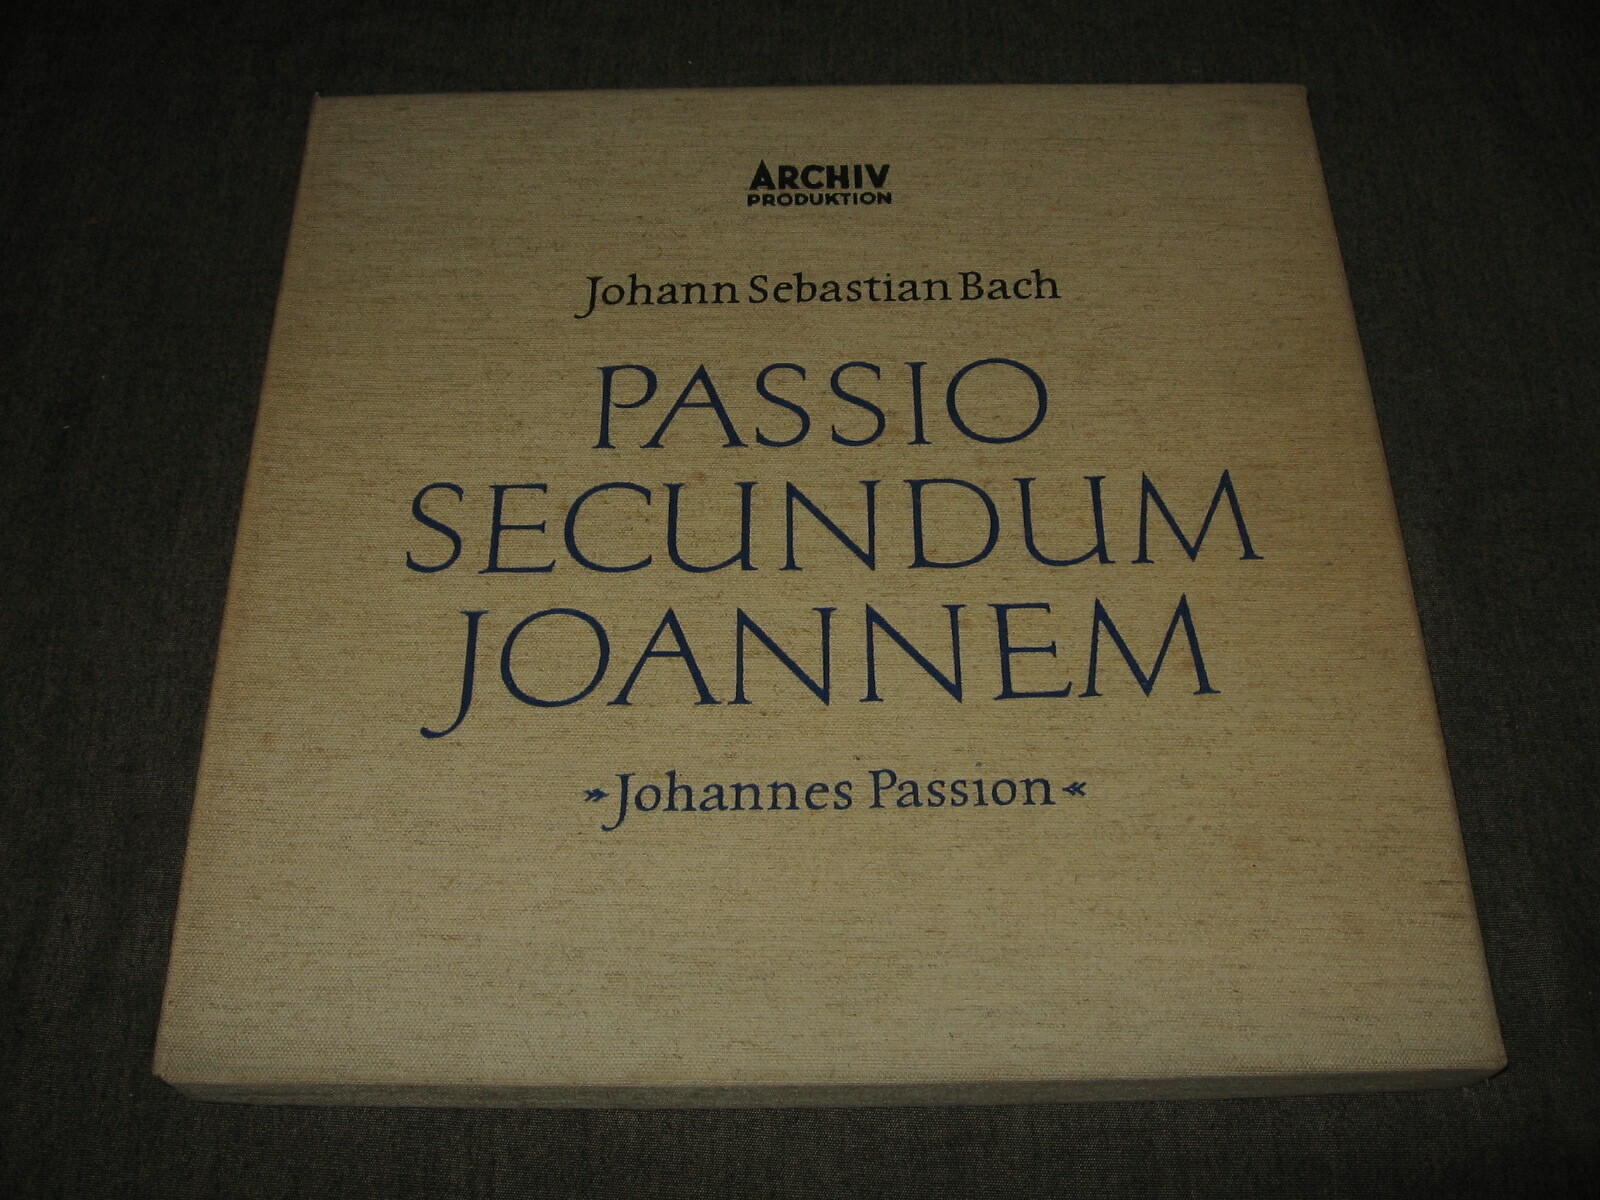 ARCHIV
PRODUKTION
Johann Sebastian Bach
PASSIO
SECUNDUM
JOANNEM
»Johannes Passion«